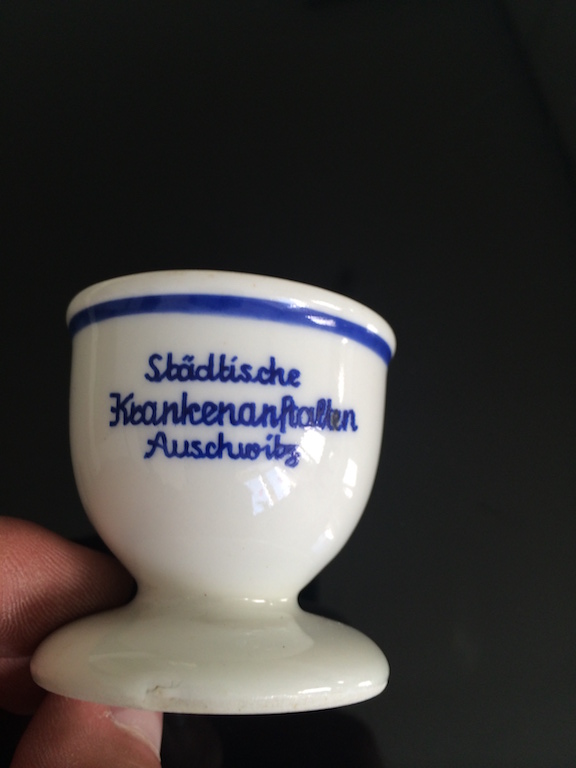 Städtische
Krankenanſtalten
Auschwitz